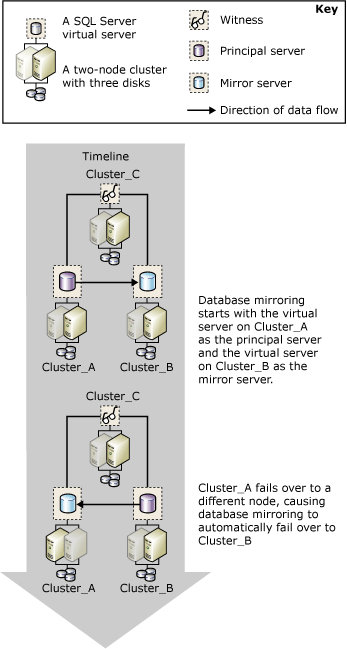 Key
A SQL Server
virtual server
A two-node cluster
with three disks
Witness
Principal server
Mirror server
Direction of data flow
Timeline
Cluster_C
Cluster_A
Cluster_B
Database mirroring
starts with the virtual
server on Cluster_A
as the principal server
and the virtual server
on Cluster_B as the
mirror server.
Cluster_C
Cluster_A
Cluster_B
Cluster_A fails over to a
different node, causing
database mirroring to
automatically fail over to
Cluster_B